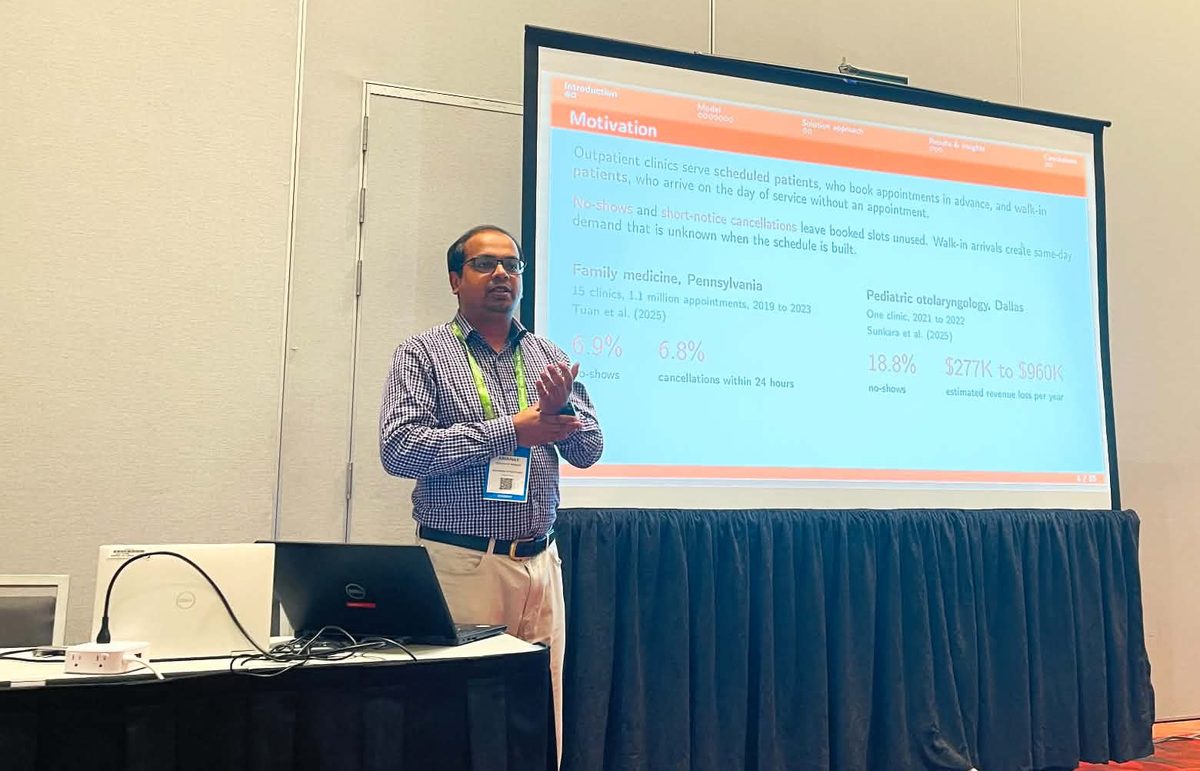 Introduction
Model
Solution approach
Results & insights
Conclusions
Motivation
Outpatient clinics serve scheduled patients, who book appointments in advance, and walk-in
patients, who arrive on the day of service without an appointment.
No-shows and short-notice cancellations leave booked slots unused. Walk-in arrivals create same-day
demand that is unknown when the schedule is built.
Family medicine, Pennsylvania
15 clinics, 1.1 million appointments, 2019 to 2023
Tuan et al. (2025)
6.9%
6.8%
no-shows
cancellations within 24 hours
Pediatric otolaryngology, Dallas
One clinic, 2021 to 2022
Sunkara et al. (2025)
18.8%
$277K to $960K
no-shows
estimated revenue loss per year
DELL
DELL